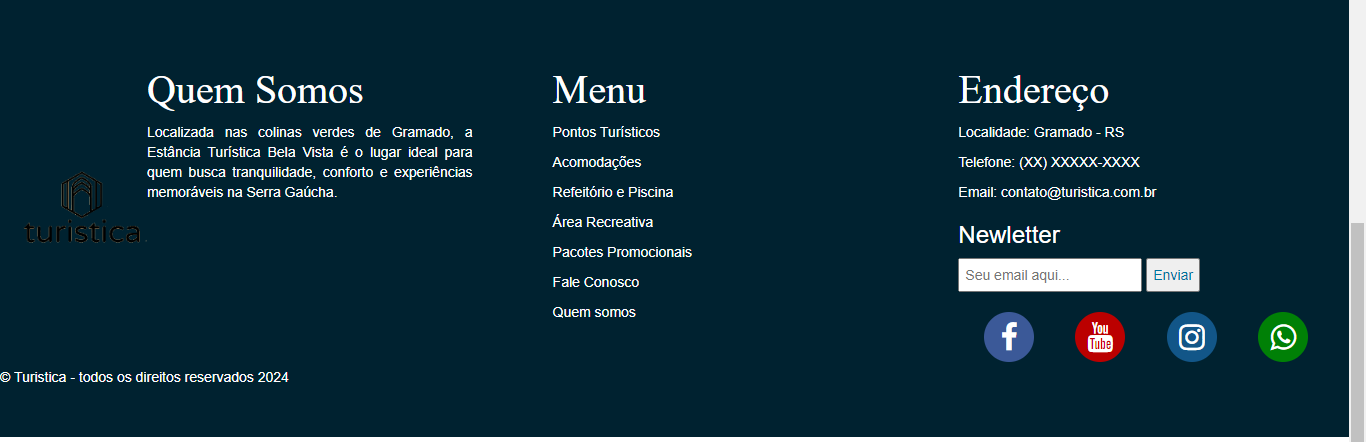 Quem Somos
Localizada nas colinas verdes de Gramado, a
Estância Turística Bela Vista é o lugar ideal para
quem busca tranquilidade, conforto e experiências
memoráveis na Serra Gaúcha.
turistica
Menu
Pontos Turísticos
Acomodações
Refeitório e Piscina
Área Recreativa
Pacotes Promocionais
Fale Conosco
Quem somos
Endereço
Localidade: Gramado - RS
Telefone: (XX) XXXXX-XXXX
Email: contato@turistica.com.br
Newletter
Seu email aqui...
Enviar
You
Tube
© Turistica - todos os direitos reservados 2024